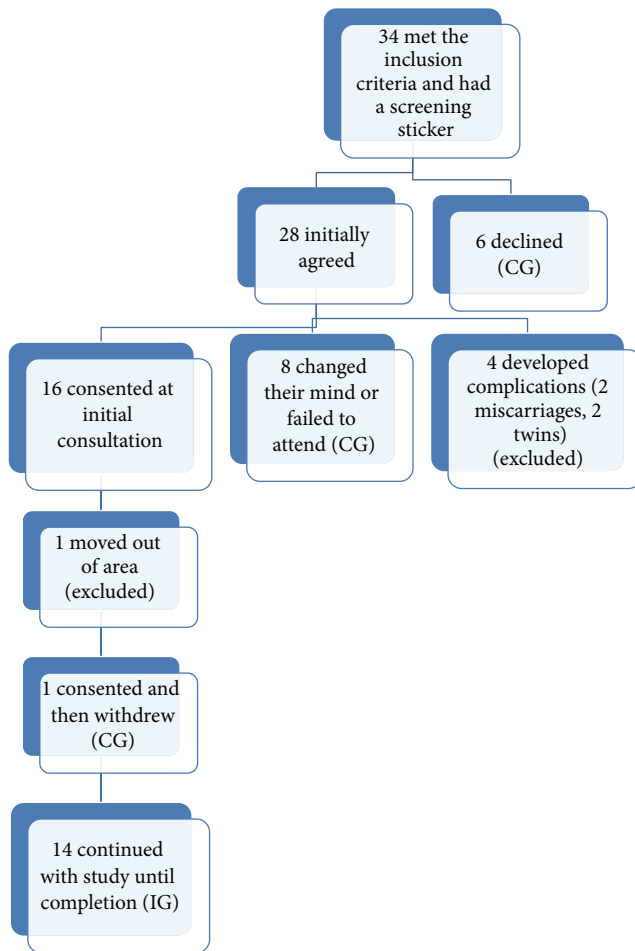 34 met the
inclusion
criteria and had
a screening
sticker
28 initially
agreed
6 declined
(CG)
16 consented at
initial
consultation
8 changed
their mind or
failed to
attend (CG)
4 developed
complications (2
miscarriages, 2
twins)
(excluded)
1 moved out
of area
(excluded)
1 consented and
then withdrew
(CG)
14 continued
with study until
completion (IG)